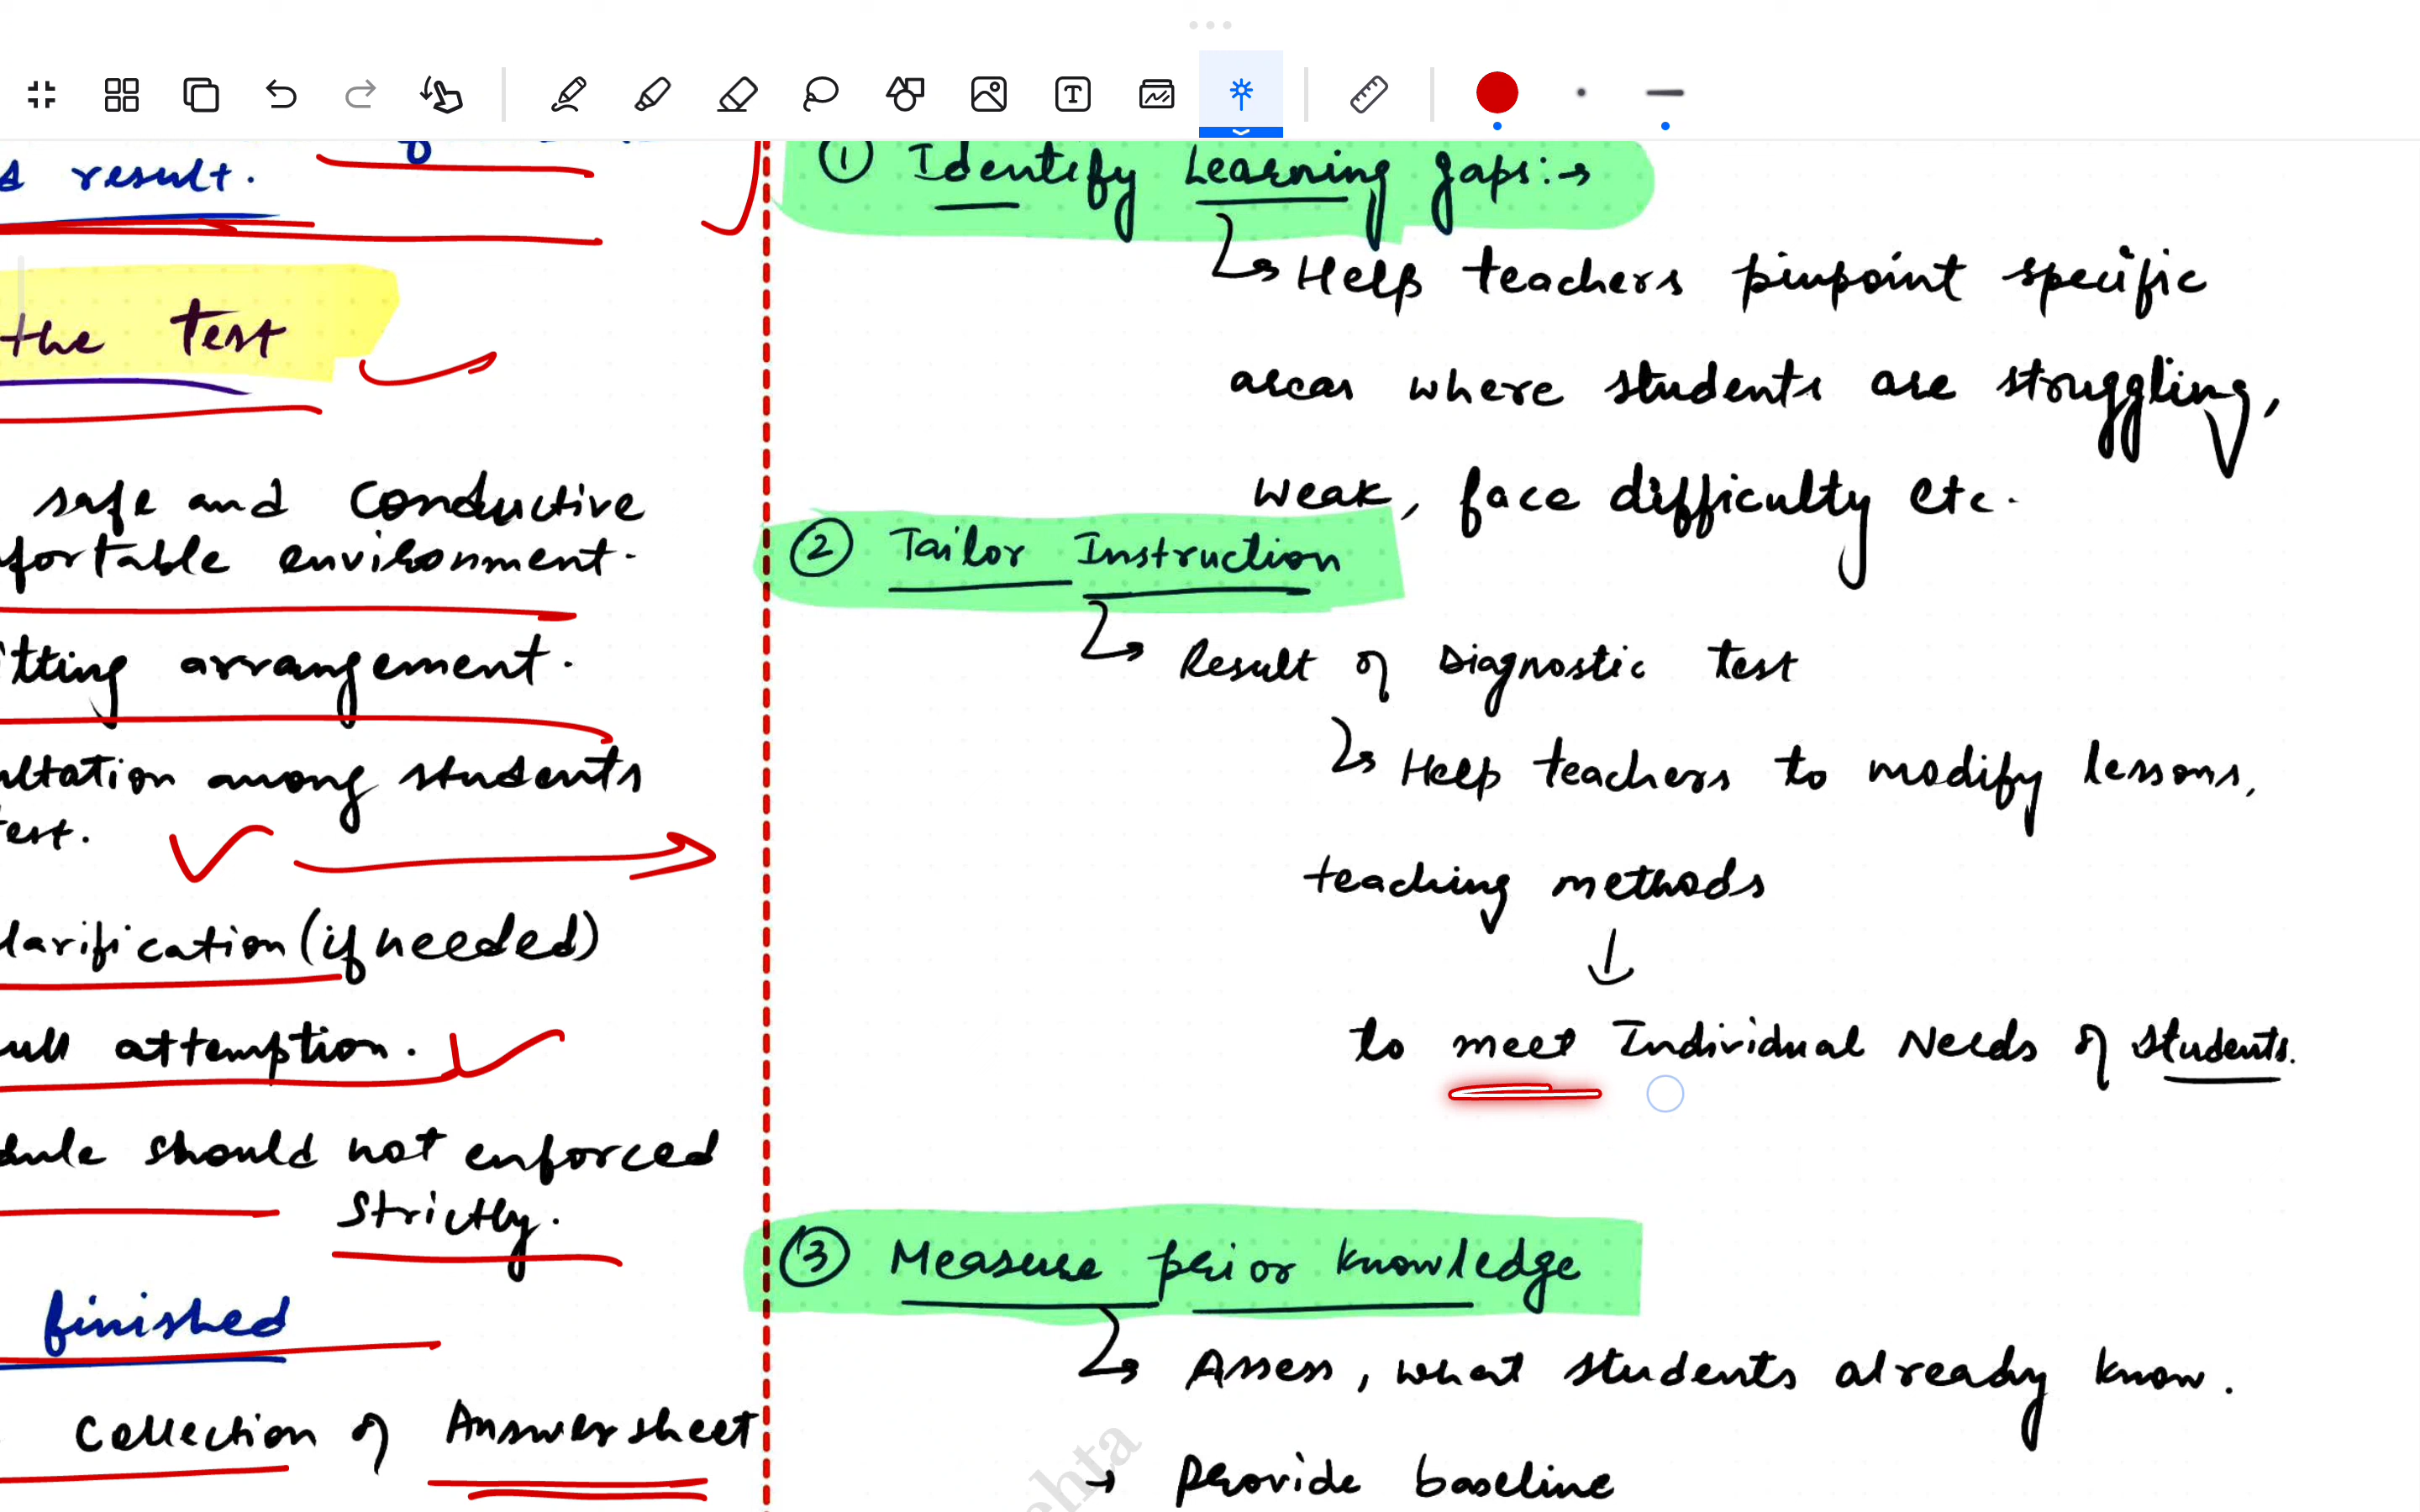 s result.
the Test
safe and Conductive
fortable environment.
itting arrangement.
ultation among students
test.
larification (if needed)
ull attemption.
dule should not enforced
strictly.
finished
Collection of Answer sheet
① Identify Learning gaps:→
↳ Help teachers pinpoint specific
areas where students are struggling,
weak, face difficulty etc.
② Tailor Instruction
↳ Result of Diagnostic test
↳ Help teachers to modify lessons,
teaching methods
↓
to meet Individual Needs of students.
③ Measure prior knowledge
↳ Assess, what students already know.
→ Provide baseline
ehta